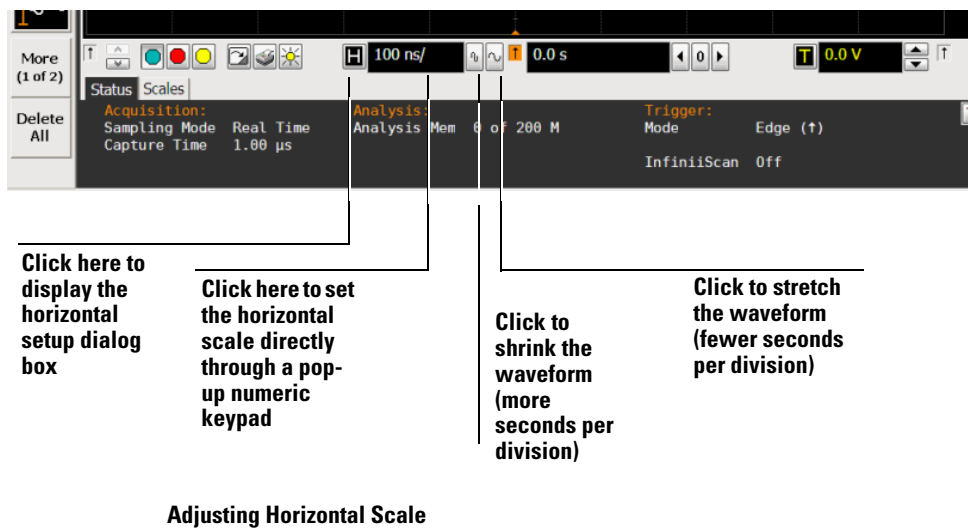 More
(1 of 2)
Delete
All
H 100 ns/ 0.0 s 0 T 0.0 V
Status Scales
Acquisition: Analysis: Trigger:
Sampling Mode Real Time Analysis Mem 0 of 200 M Mode Edge (↑)
Capture Time 1.00 µs
InfiniiScan Off
Click here to
display the
horizontal
setup dialog
box
Click here to set
the horizontal
scale directly
through a pop-
up numeric
keypad
Click to
shrink the
waveform
(more
seconds per
division)
Click to stretch
the waveform
(fewer seconds
per division)
Adjusting Horizontal Scale